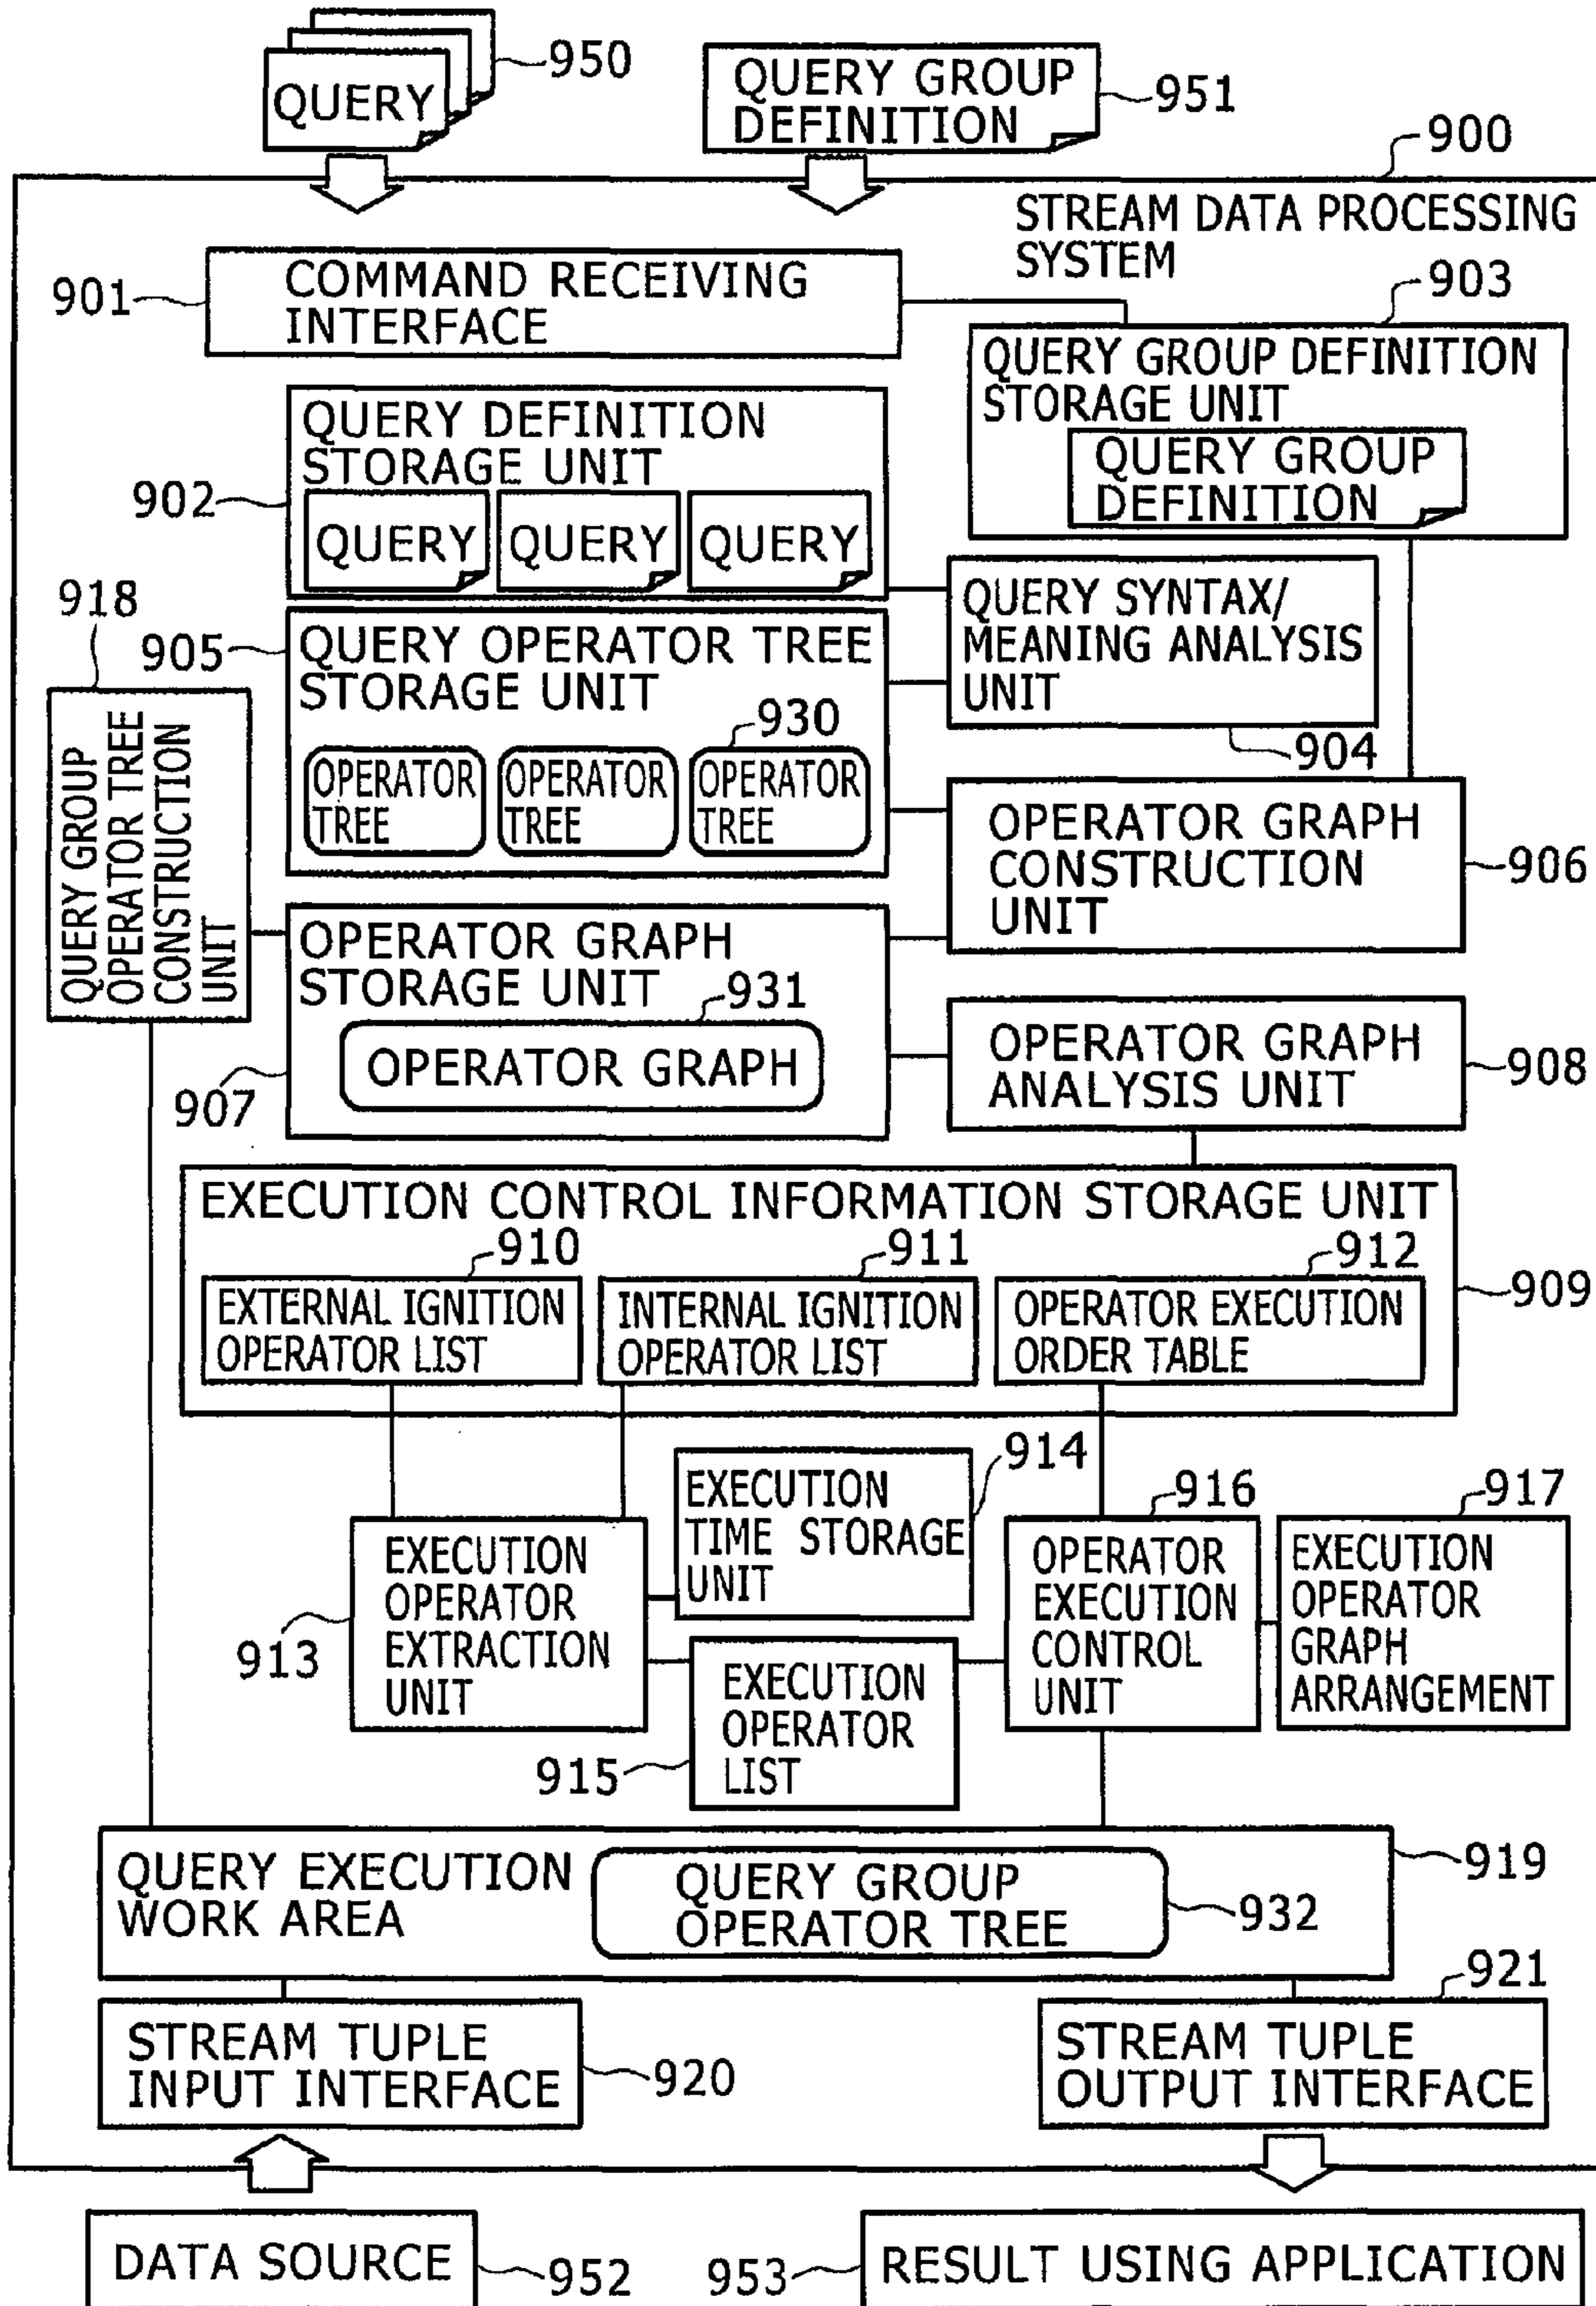 QUERY
950
QUERY GROUP
DEFINITION
951
900
STREAM DATA PROCESSING
SYSTEM
901
COMMAND RECEIVING
INTERFACE
903
QUERY GROUP DEFINITION
STORAGE UNIT
QUERY GROUP
DEFINITION
902
QUERY DEFINITION
STORAGE UNIT
QUERY
QUERY
QUERY
QUERY SYNTAX/
MEANING ANALYSIS
UNIT
904
918
QUERY GROUP
OPERATOR TREE
CONSTRUCTION
UNIT
905
QUERY OPERATOR TREE
STORAGE UNIT
930
OPERATOR
TREE
OPERATOR
TREE
OPERATOR
TREE
OPERATOR GRAPH
CONSTRUCTION
UNIT
906
OPERATOR GRAPH
STORAGE UNIT
931
OPERATOR GRAPH
907
OPERATOR GRAPH
ANALYSIS UNIT
908
EXECUTION CONTROL INFORMATION STORAGE UNIT
910
911
912
EXTERNAL IGNITION
OPERATOR LIST
INTERNAL IGNITION
OPERATOR LIST
OPERATOR EXECUTION
ORDER TABLE
909
914
EXECUTION
TIME STORAGE
UNIT
916
917
EXECUTION
OPERATOR
EXTRACTION
UNIT
913
OPERATOR
EXECUTION
CONTROL
UNIT
EXECUTION
OPERATOR
GRAPH
ARRANGEMENT
EXECUTION
OPERATOR
LIST
915
QUERY EXECUTION
WORK AREA
QUERY GROUP
OPERATOR TREE
932
919
921
STREAM TUPLE
INPUT INTERFACE
920
STREAM TUPLE
OUTPUT INTERFACE
DATA SOURCE
952
953
RESULT USING APPLICATION